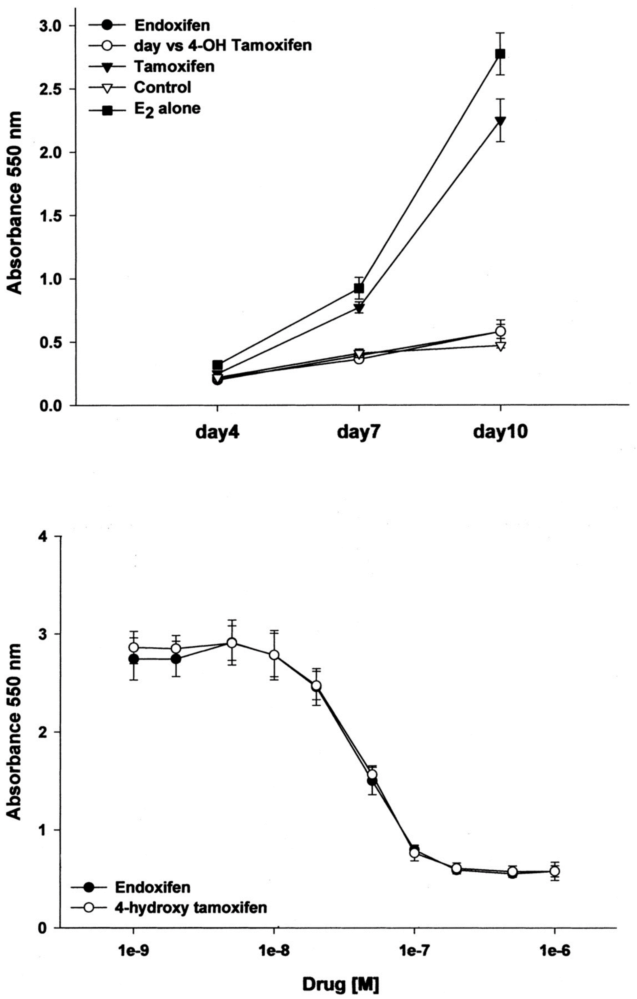 3.0
2.5
2.0
1.5
1.0
0.5
0.0
Absorbance 550 nm
Endoxifen
day vs 4-OH Tamoxifen
Tamoxifen
Control
E2 alone
day4 day7 day10
4
3
2
1
0
Absorbance 550 nm
Endoxifen
4-hydroxy tamoxifen
1e-9 1e-8 1e-7 1e-6
Drug [M]